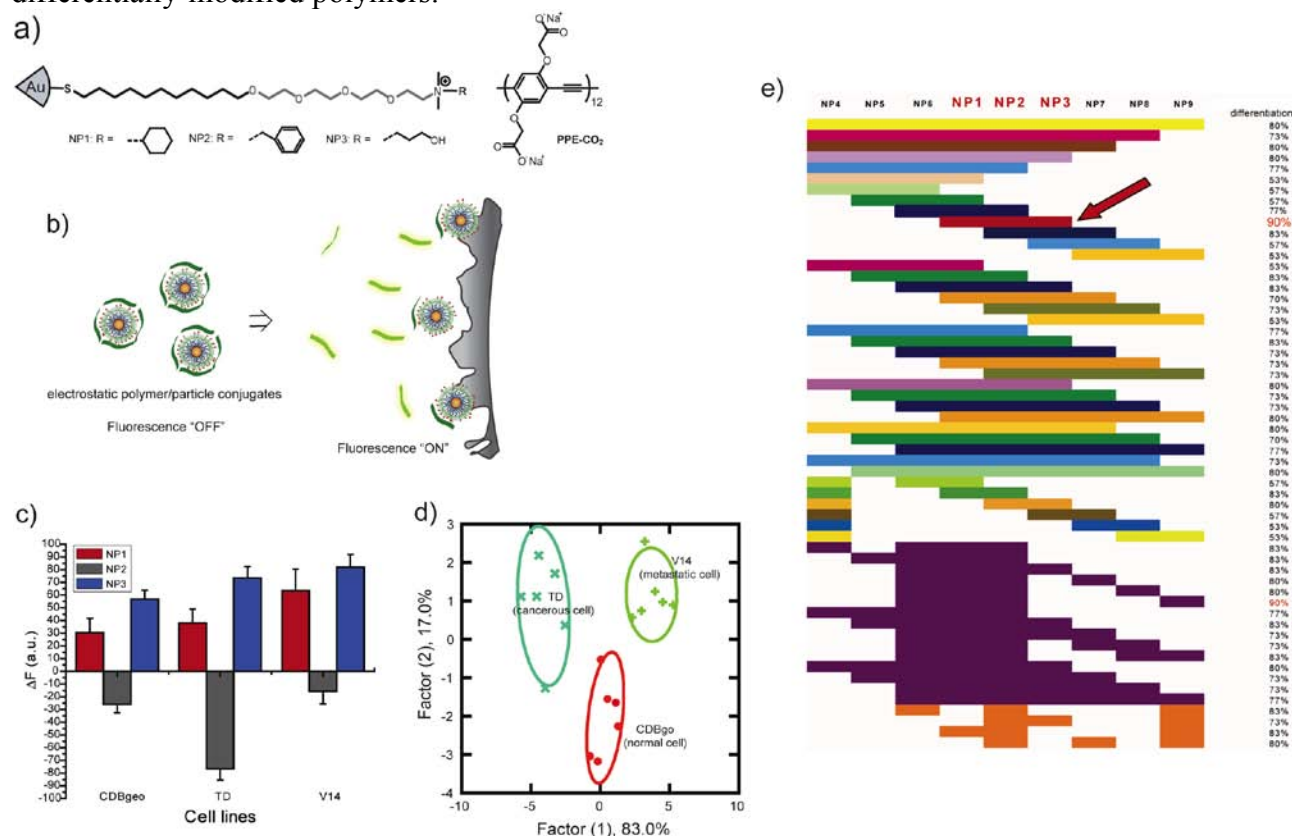 differentially-modified polymers.
a)
Au
S
O
O
O
O
N
⊕
R
NP1: R =
NP2: R =
NP3: R =
OH
O⁻Na⁺
O
O
12
O
O
O⁻Na⁺
PPE-CO₂
b)
electrostatic polymer/particle conjugates
Fluorescence "OFF"
Fluorescence "ON"
c)
NP1
NP2
NP3
ΔF (a.u.)
100
90
80
70
60
50
40
30
20
10
0
-10
-20
-30
-40
-50
-60
-70
-80
-90
-100
CDBgeo TD V14
Cell lines
d)
Factor (2), 17.0%
3
2
1
0
-1
-2
-3
-4
V14
(metastatic cell)
TD
(cancerous cell)
CDBgo
(normal cell)
-10 -5 0 5 10
Factor (1), 83.0%
e)
NP4 NP5 NP6 NP1 NP2 NP3 NP7 NP8 NP9
differentiation
80%
73%
80%
80%
77%
53%
57%
57%
77%
90%
83%
57%
53%
53%
83%
83%
70%
73%
53%
77%
83%
73%
73%
73%
80%
73%
73%
80%
80%
70%
77%
73%
80%
57%
83%
80%
57%
53%
53%
83%
83%
83%
80%
80%
90%
77%
83%
73%
73%
83%
80%
73%
73%
77%
83%
73%
83%
80%